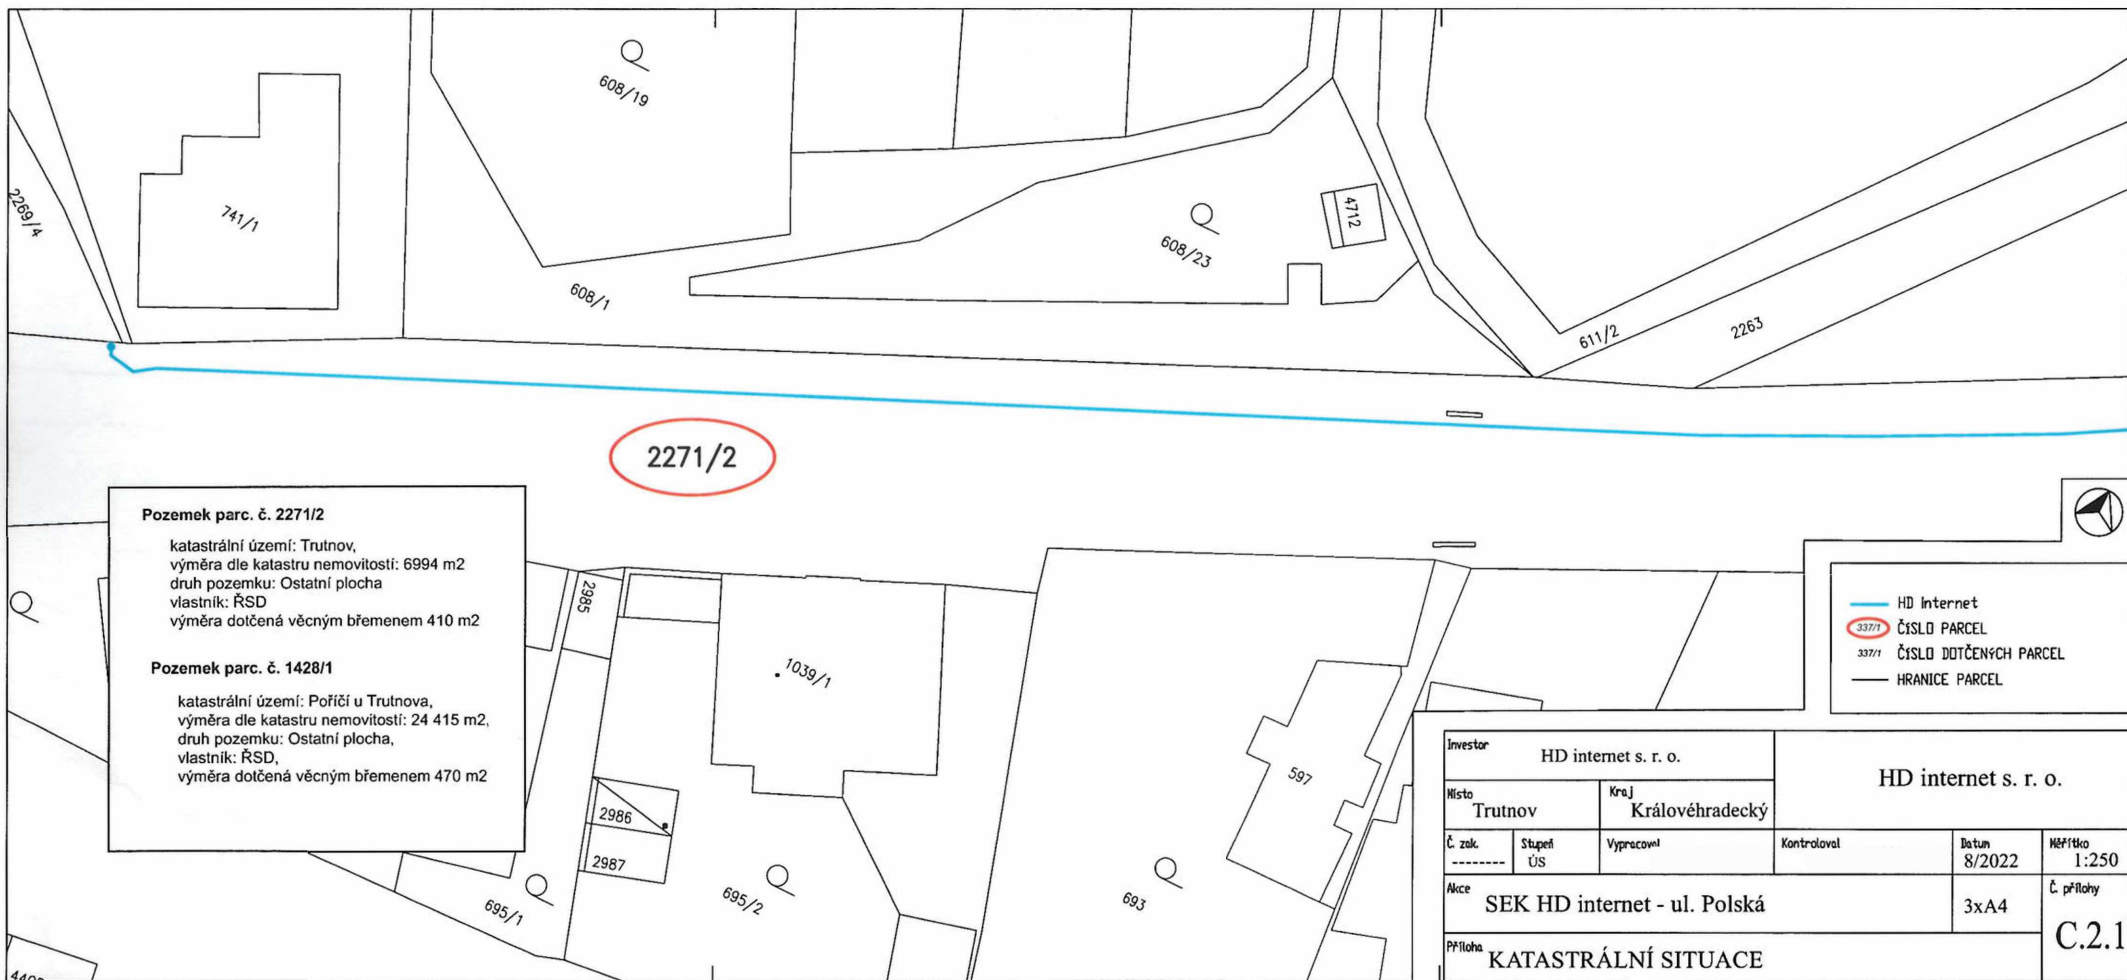 608/19
2269/4
741/1
4712
608/23
608/1
611/2
2263
2271/2
Pozemek parc. č. 2271/2
katastrální území: Trutnov,
výměra dle katastru nemovitostí: 6994 m2
druh pozemku: Ostatní plocha
vlastník: ŘSD
výměra dotčená věcným břemenem 410 m2
Pozemek parc. č. 1428/1
katastrální území: Poříčí u Trutnova,
výměra dle katastru nemovitostí: 24 415 m2,
druh pozemku: Ostatní plocha,
vlastník: ŘSD,
výměra dotčená věcným břemenem 470 m2
2985
1039/1
597
2986
2987
695/1
695/2
693
HD Internet
337/1 ČÍSLO PARCEL
337/1 ČÍSLO DOTČENÝCH PARCEL
HRANICE PARCEL
Investor
HD internet s. r. o.
HD internet s. r. o.
Místo
Trutnov
Kraj
Královéhradecký
Č. zak.
--------
Stupeň
ÚS
Vypracoval
Kontroloval
Datum
8/2022
Měřítko
1:250
Akce
SEK HD internet - ul. Polská
3xA4
Č. přílohy
C.2.1
Příloha
KATASTRÁLNÍ SITUACE